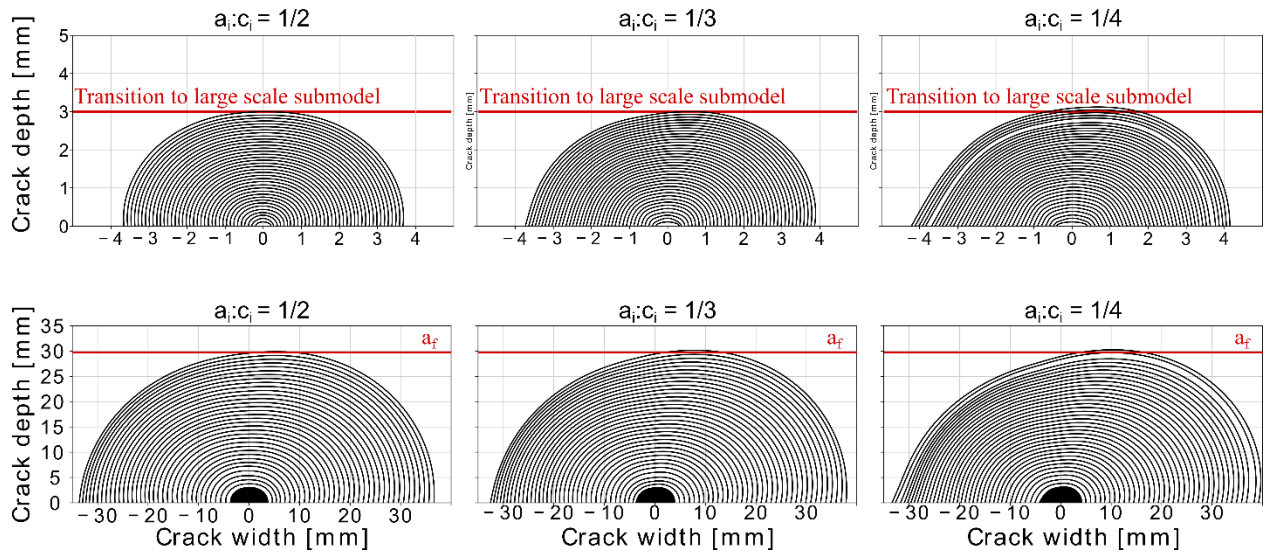 aᵢ:cᵢ = 1/2
aᵢ:cᵢ = 1/3
aᵢ:cᵢ = 1/4
Crack depth [mm]
5
4
3
2
1
0
Transition to large scale submodel
−4 −3 −2 −1 0 1 2 3 4
Crack depth [mm]
Transition to large scale submodel
−4 −3 −2 −1 0 1 2 3 4
Crack depth [mm]
Transition to large scale submodel
−4 −3 −2 −1 0 1 2 3 4
aᵢ:cᵢ = 1/2
aᵢ:cᵢ = 1/3
aᵢ:cᵢ = 1/4
Crack depth [mm]
35
30
25
20
15
10
5
0
a_f
−30 −20 −10 0 10 20 30
Crack width [mm]
a_f
−30 −20 −10 0 10 20 30
Crack width [mm]
a_f
−30 −20 −10 0 10 20 30
Crack width [mm]